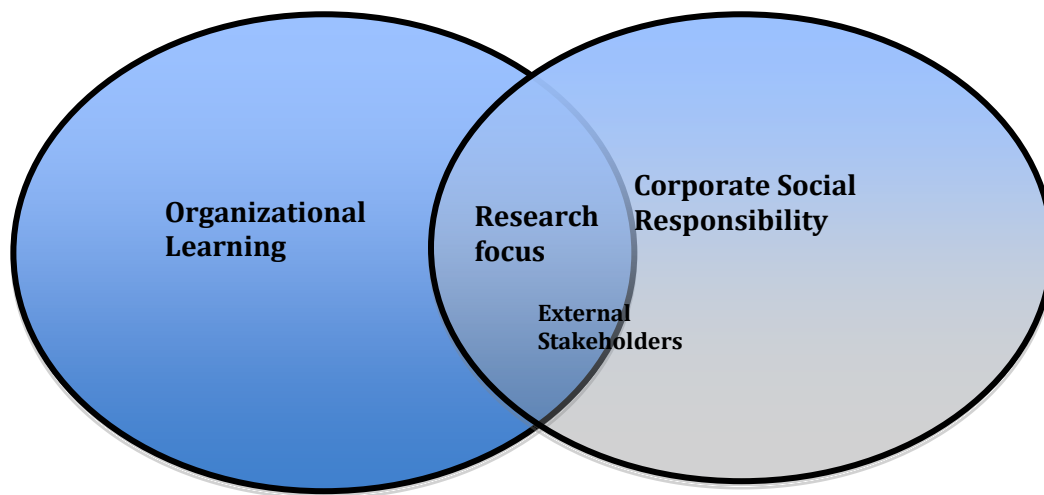 Organizational
Learning
Research
focus
Corporate Social
Responsibility
External
Stakeholders